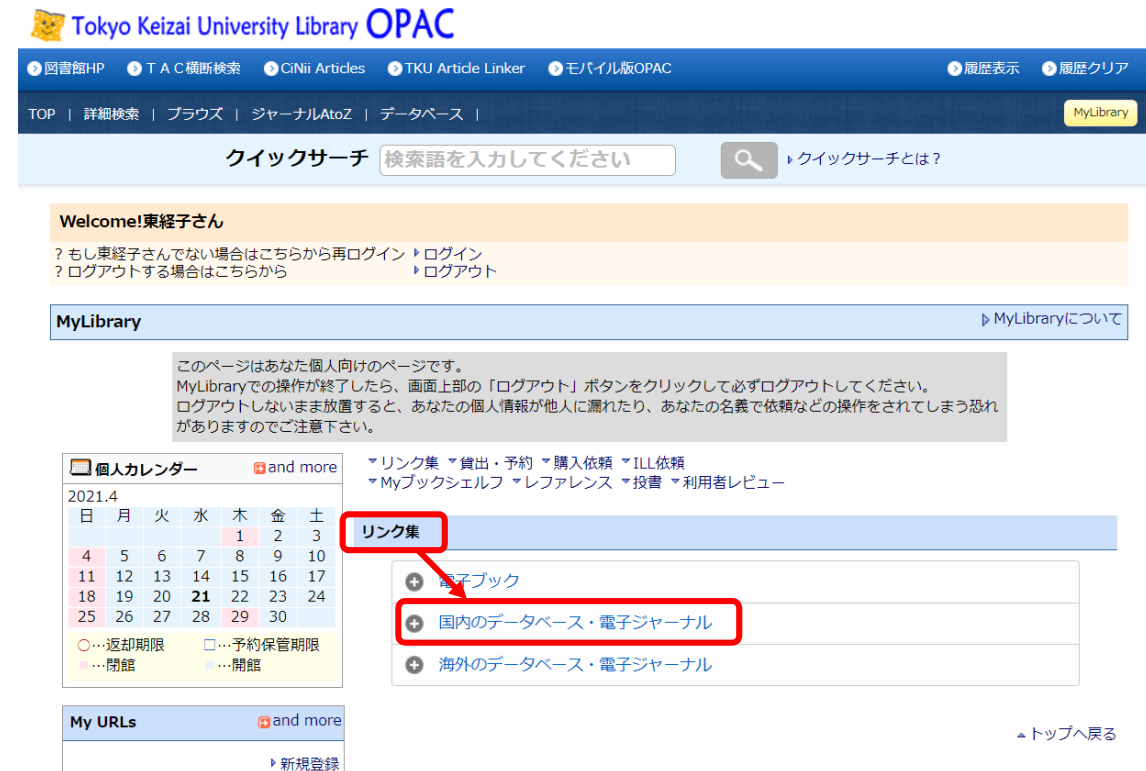 Tokyo Keizai University Library OPAC
図書館HP TAC横断検索 CiNii Articles TKU Article Linker モバイル版OPAC 履歴表示 履歴クリア
TOP | 詳細検索 | ブラウズ | ジャーナルAtoZ | データベース | MyLibrary
クイックサーチ 検索語を入力してください クイックサーチとは？
Welcome!東経子さん
? もし東経子さんでない場合はこちらから再ログイン ログイン
? ログアウトする場合はこちらから ログアウト
MyLibrary MyLibraryについて
このページはあなた個人向けのページです。
MyLibraryでの操作が終了したら、画面上部の「ログアウト」ボタンをクリックして必ずログアウトしてください。
ログアウトしないまま放置すると、あなたの個人情報が他人に漏れたり、あなたの名義で依頼などの操作をされてしまう恐れ
がありますのでご注意下さい。
個人カレンダー and more
2021.4
日 月 火 水 木 金 土
1 2 3
4 5 6 7 8 9 10
11 12 13 14 15 16 17
18 19 20 21 22 23 24
25 26 27 28 29 30
○…返却期限 □…予約保管期限
■…閉館 ■…開館
My URLs and more
新規登録
リンク集 貸出・予約 購入依頼 ILL依頼
Myブックシェルフ レファレンス 投書 利用者レビュー
リンク集
電子ブック
国内のデータベース・電子ジャーナル
海外のデータベース・電子ジャーナル
トップへ戻る